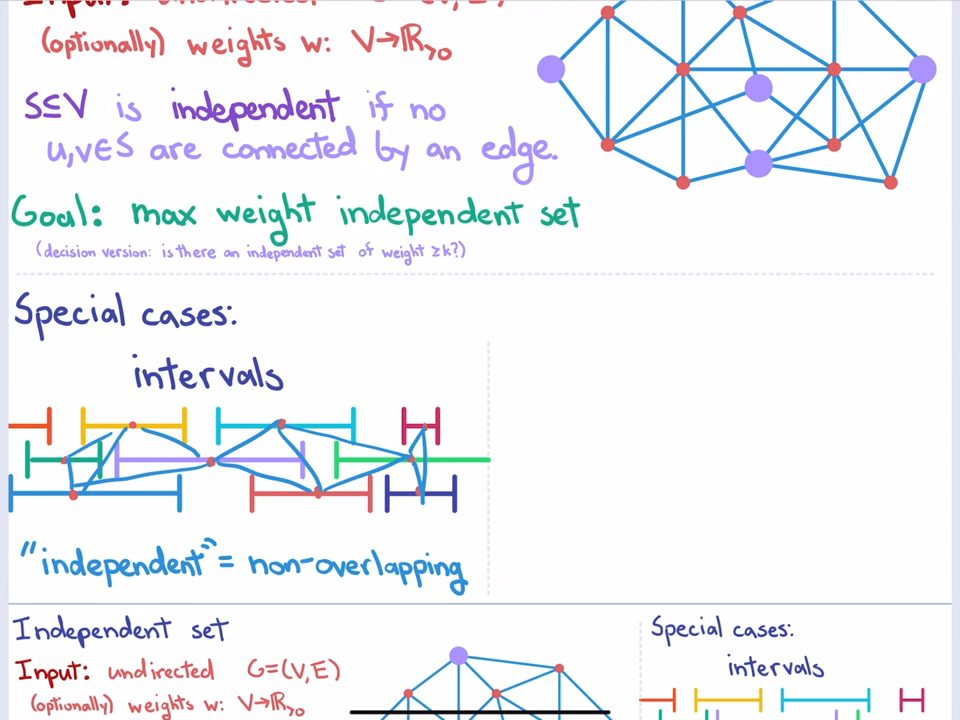 Input: undirected G=(V,E)
(optionally) weights w: V→ℝ>0
S⊆V is independent if no
u,v∈S are connected by an edge.
Goal: max weight independent set
(decision version: is there an independent set of weight ≥k?)
Special cases:
intervals
"independent" = non-overlapping
Independent set
Input: undirected G=(V,E)
(optionally) weights w: V→ℝ>0
Special cases:
intervals